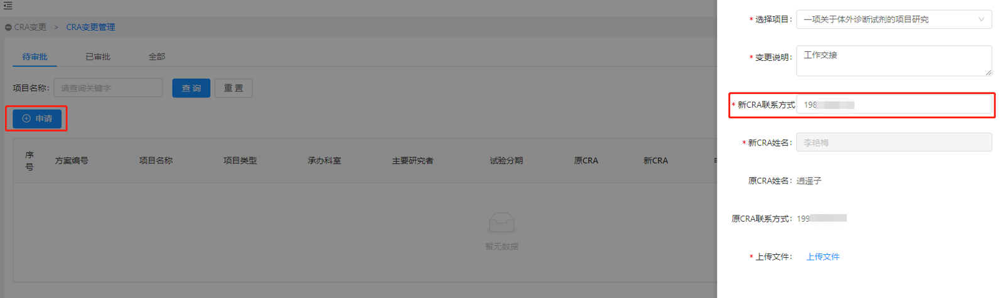 CRA变更 > CRA变更管理
待审批 已审批 全部
项目名称: 请查询关键字 查询 重置
申请
序号 方案编号 项目名称 项目类型 承办科室 主要研究者 试验分期 原CRA 新CRA
暂无数据
* 选择项目: 一项关于体外诊断试剂的项目研究
* 变更说明: 工作交接
* 新CRA联系方式 198
* 新CRA姓名: 李艳梅
原CRA姓名: 逍遥子
原CRA联系方式: 199
* 上传文件: 上传文件